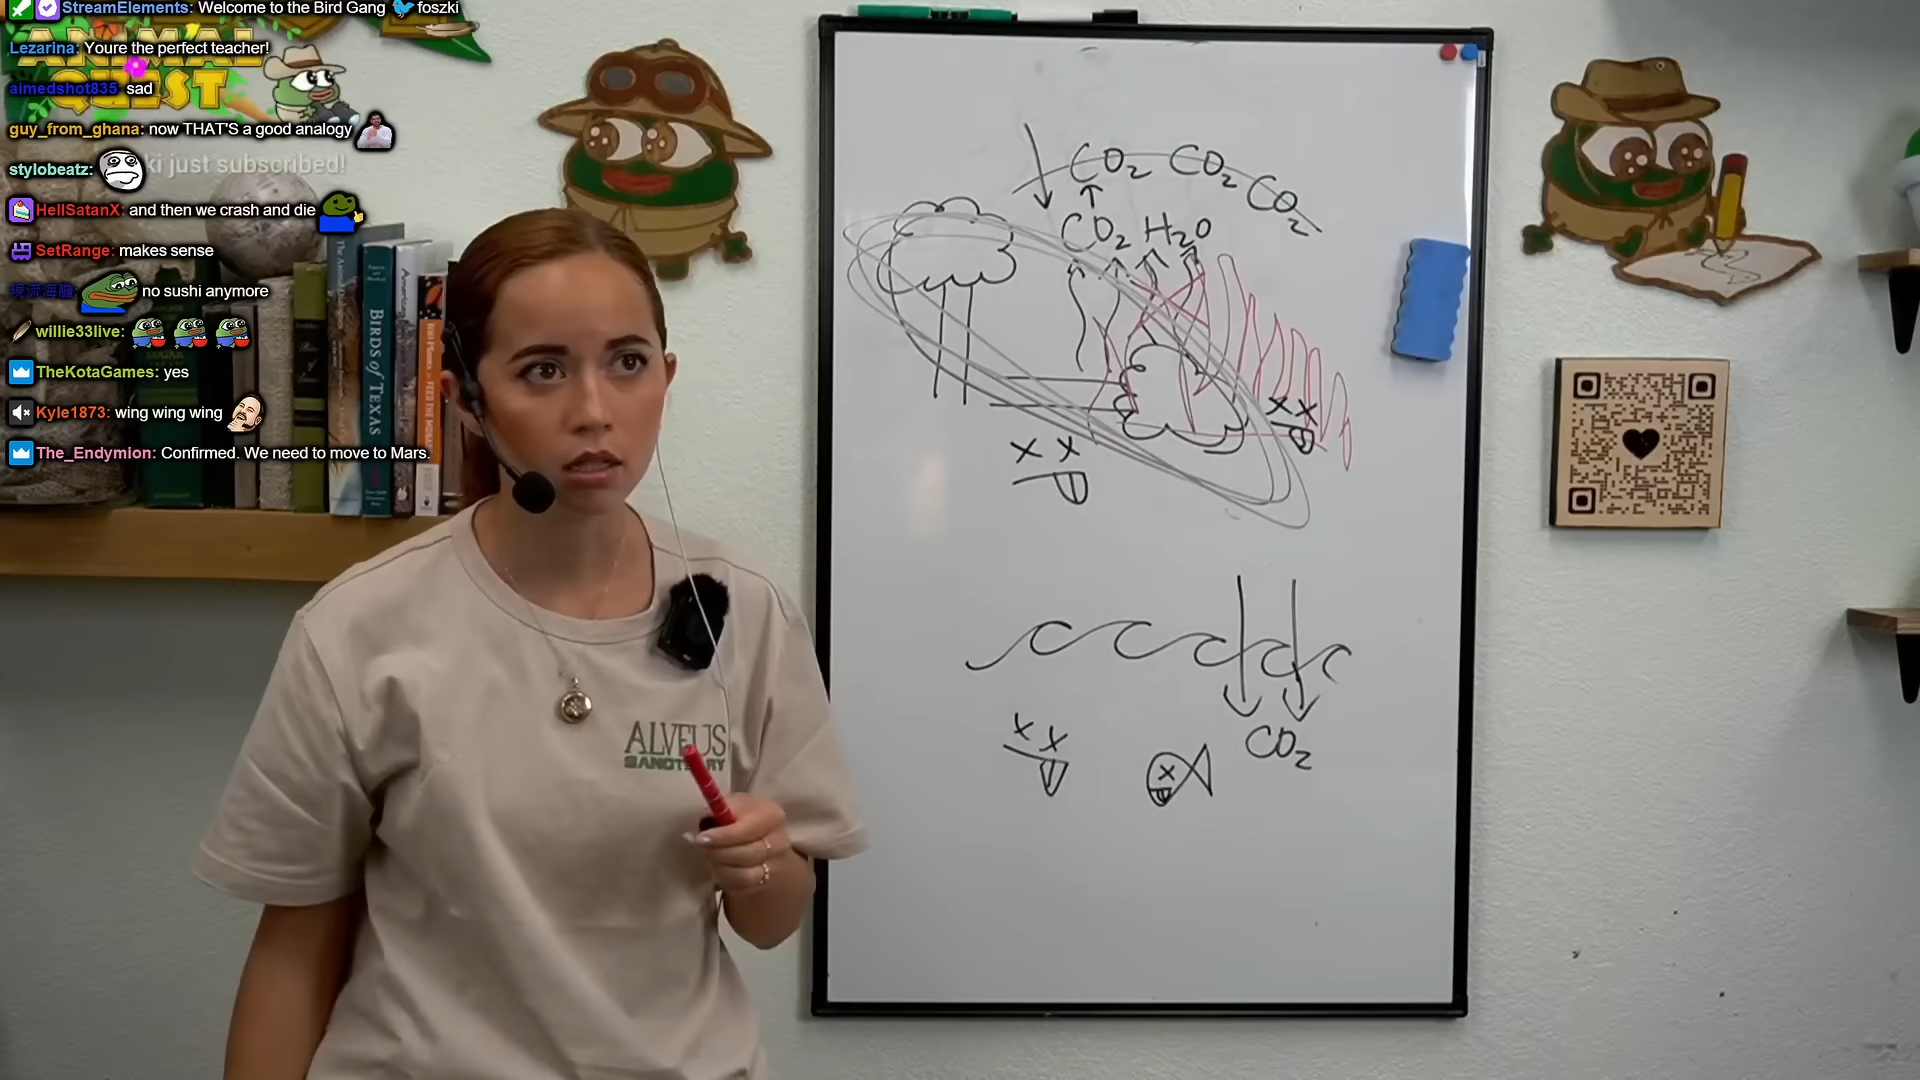 StreamElements: Welcome to the Bird Gang foszki
Lezarina: Youre the perfect teacher!
ANIMAL QUEST
aimedshot835: sad
guy_from_ghana: now THAT'S a good analogy
ki just subscribed!
stylobeatz:
HellSatanX: and then we crash and die
SetRange: makes sense
no sushi anymore
willie33live:
TheKotaGames: yes
Kyle1873: wing wing wing
The_Endymion: Confirmed. We need to move to Mars.
BIRDS of TEXAS
ALVEUS
SANCTUARY
CO₂ CO₂ CO₂
CO₂ H₂O
x x
x x
x x
CO₂
x